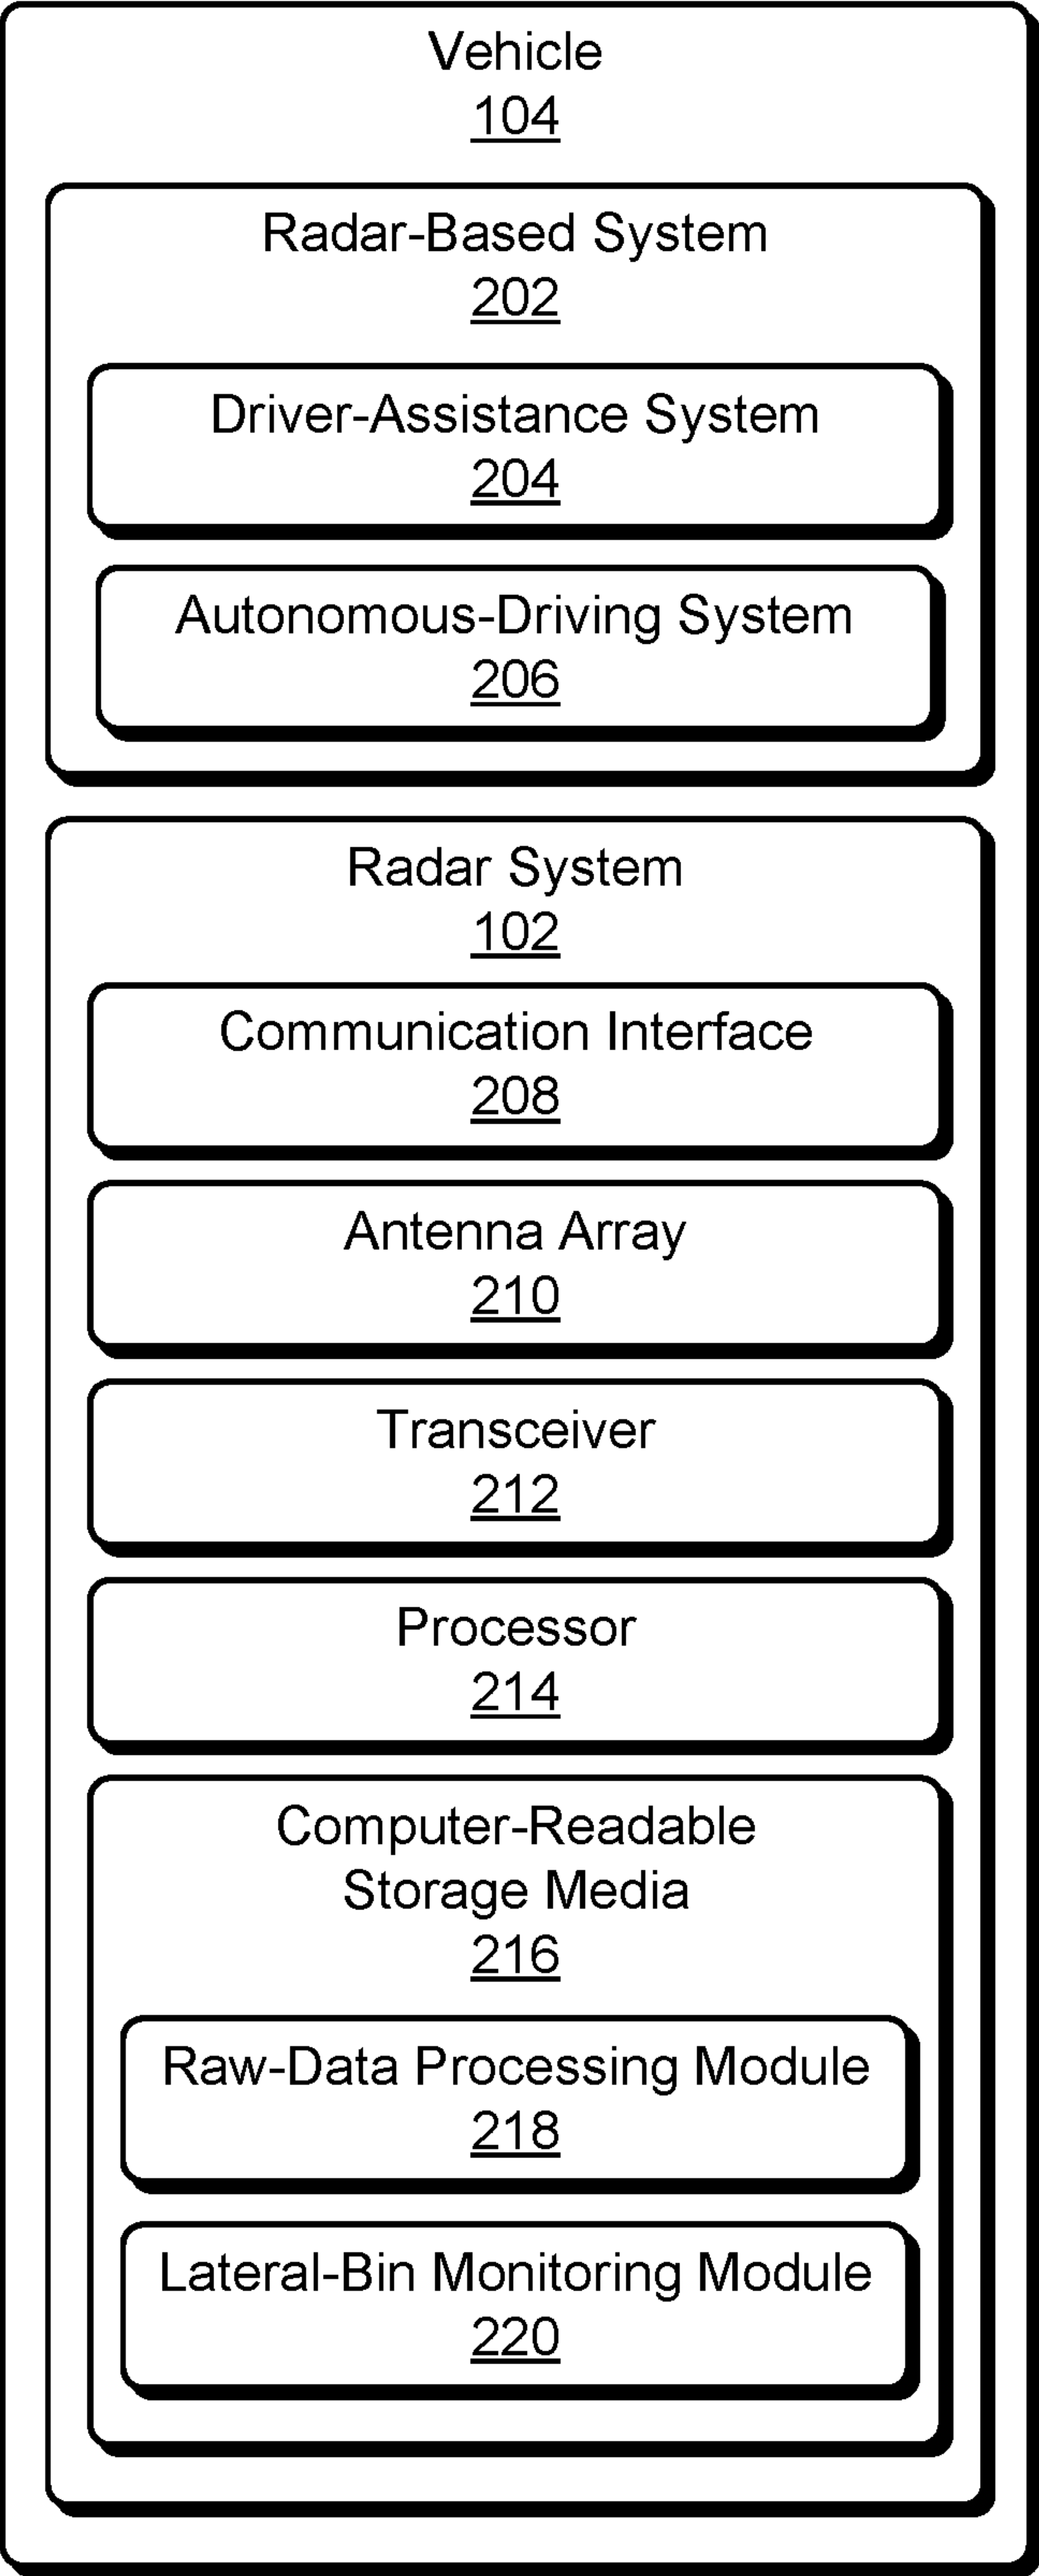 Vehicle
104
Radar-Based System
202
Driver-Assistance System
204
Autonomous-Driving System
206
Radar System
102
Communication Interface
208
Antenna Array
210
Transceiver
212
Processor
214
Computer-Readable
Storage Media
216
Raw-Data Processing Module
218
Lateral-Bin Monitoring Module
220